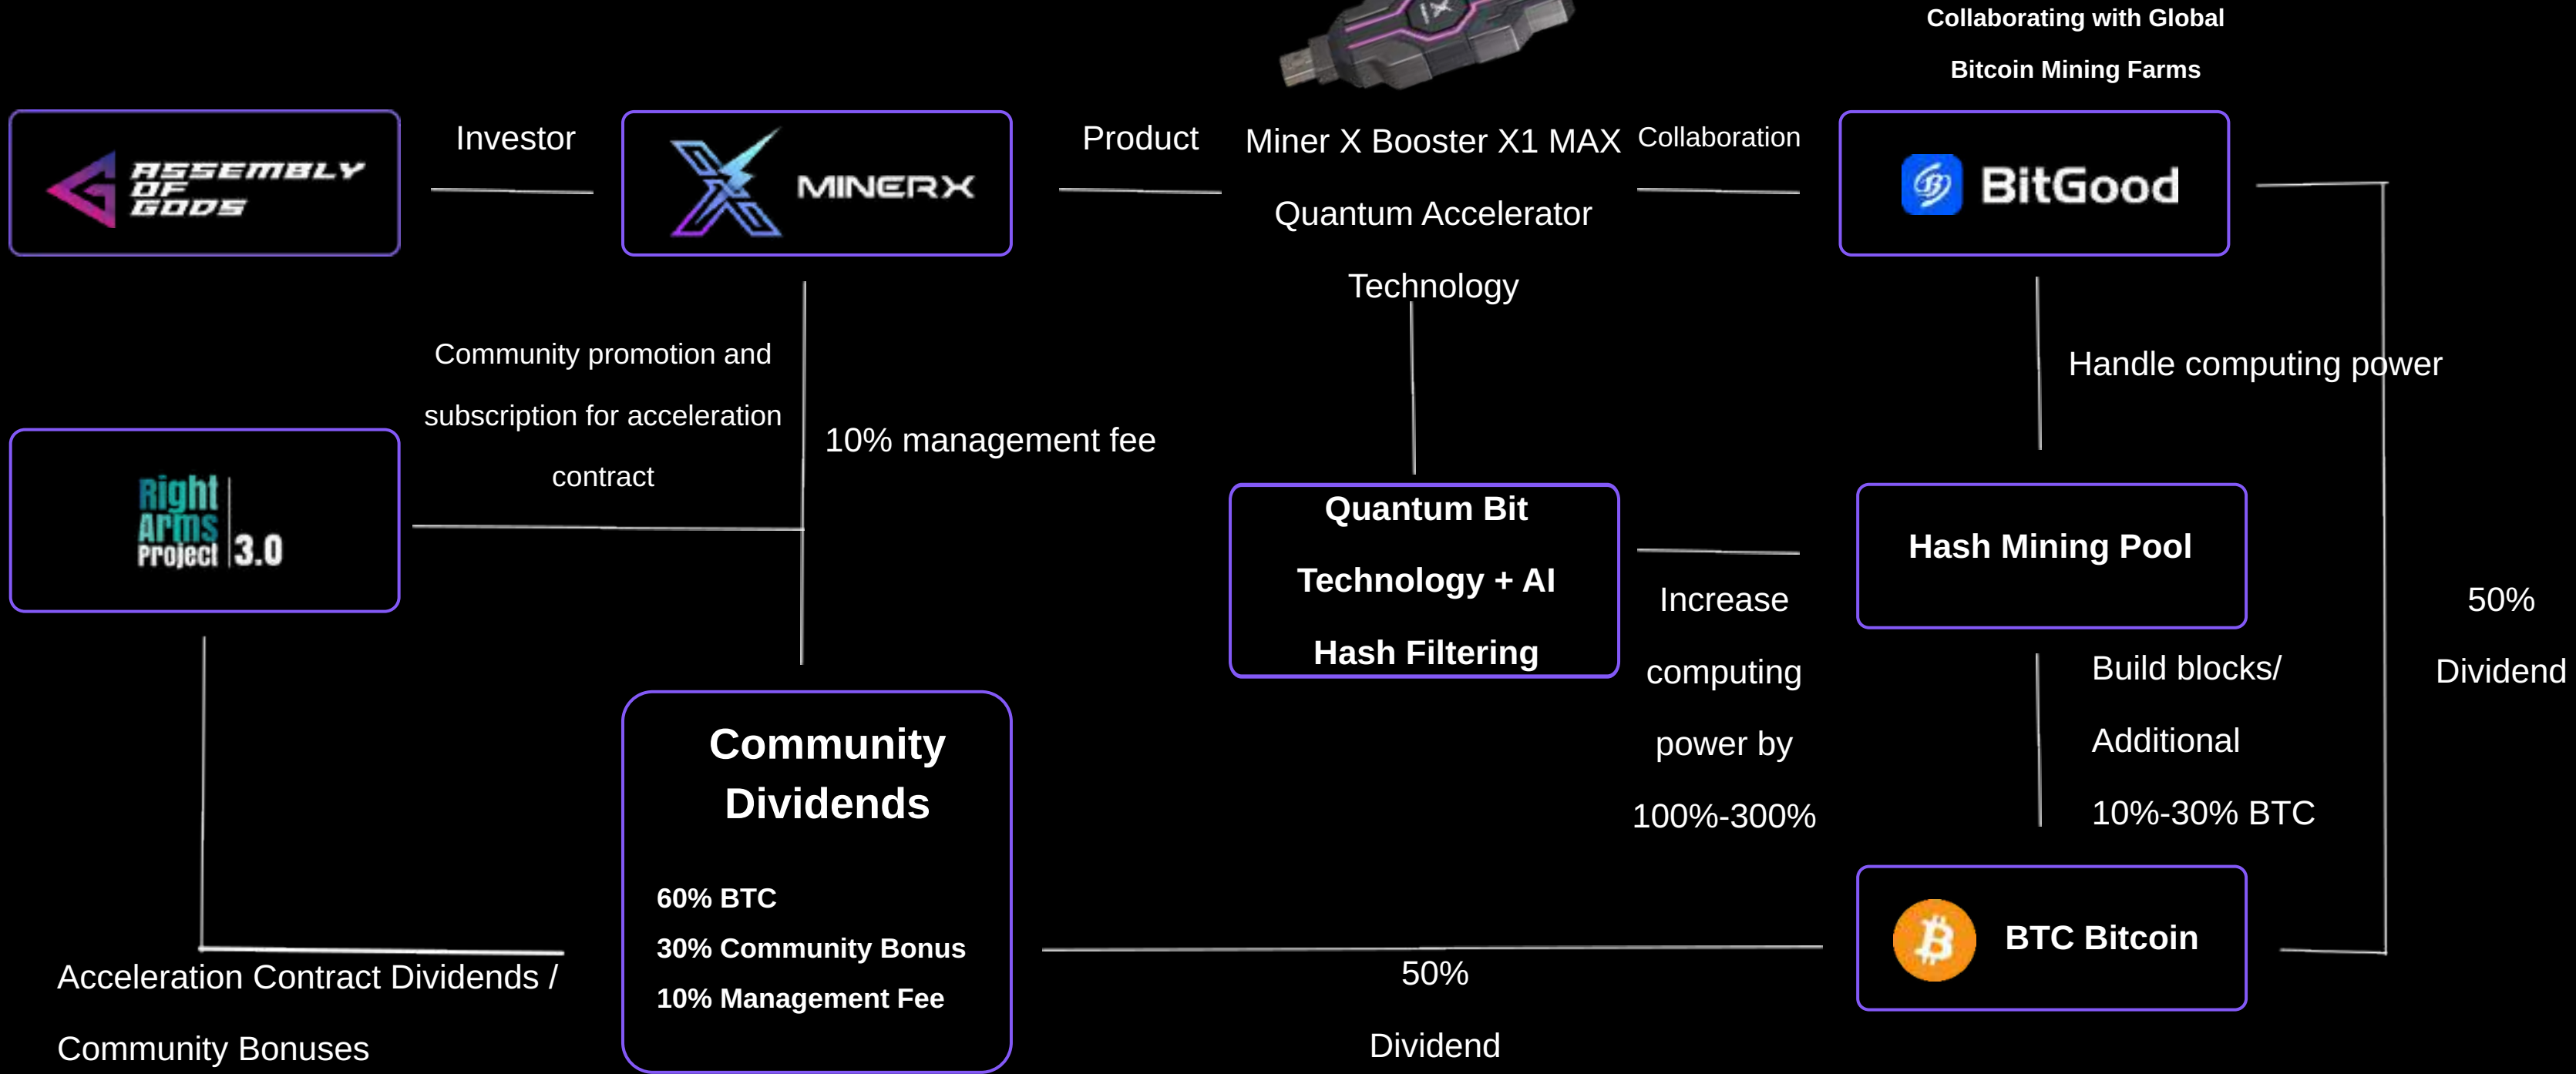 Collaborating with Global
Bitcoin Mining Farms
ASSEMBLY
OF
GODS
Investor
MINERX
Product
Miner X Booster X1 MAX
Quantum Accelerator
Technology
Collaboration
BitGood
Community promotion and
subscription for acceleration
contract
10% management fee
Handle computing power
Right
Arms
Project
3.0
Quantum Bit
Technology + AI
Hash Filtering
Increase
computing
power by
100%-300%
Hash Mining Pool
50%
Dividend
Build blocks/
Additional
10%-30% BTC
Community
Dividends
60% BTC
30% Community Bonus
10% Management Fee
BTC Bitcoin
Acceleration Contract Dividends /
Community Bonuses
50%
Dividend